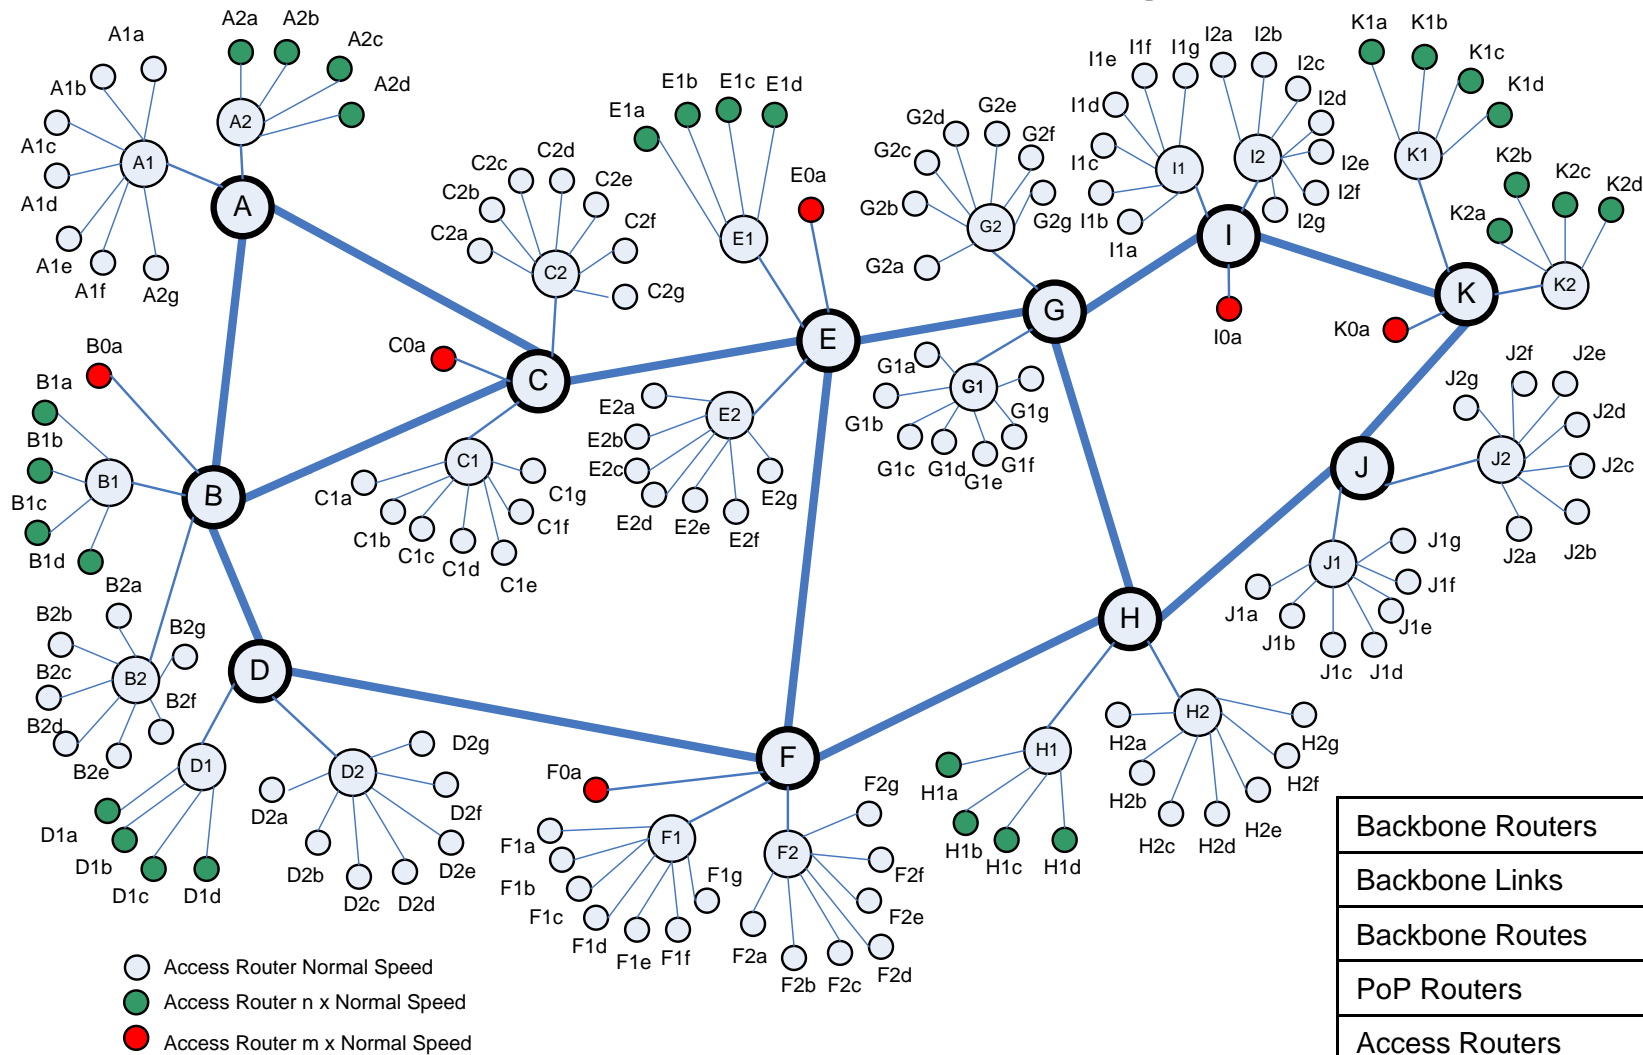 A2a
A2b
A2c
A2d
A1a
A1b
A1c
A1d
A1e
A1f
A2g
A1
A2
A
B0a
B1a
B1b
B1c
B1d
B1
B
B2a
B2b
B2c
B2d
B2e
B2f
B2g
B2
C0a
C
C2a
C2b
C2c
C2d
C2e
C2f
C2g
C2
C1
C1a
C1b
C1c
C1d
C1e
C1f
C1g
D
D1
D1a
D1b
D1c
D1d
D2
D2a
D2b
D2c
D2d
D2e
D2f
D2g
E1a
E1b
E1c
E1d
E0a
E1
E
E2
E2a
E2b
E2c
E2d
E2e
E2f
E2g
F0a
F
F1
F1a
F1b
F1c
F1d
F1e
F1f
F1g
F2
F2a
F2b
F2c
F2d
F2e
F2f
F2g
G2a
G2b
G2c
G2d
G2e
G2f
G2g
G2
G
G1
G1a
G1b
G1c
G1d
G1e
G1f
G1g
H
H1
H1a
H1b
H1c
H1d
H2
H2a
H2b
H2c
H2d
H2e
H2f
H2g
I1a
I1b
I1c
I1d
I1e
I1f
I1g
I1
I2a
I2b
I2c
I2d
I2e
I2f
I2g
I2
I
I0a
K1a
K1b
K1c
K1d
K1
K2a
K2b
K2c
K2d
K2
K
K0a
J
J2
J2a
J2b
J2c
J2d
J2e
J2f
J2g
J1
J1a
J1b
J1c
J1d
J1e
J1f
J1g
Access Router Normal Speed
Access Router n x Normal Speed
Access Router m x Normal Speed
Backbone Routers
Backbone Links
Backbone Routes
PoP Routers
Access Routers